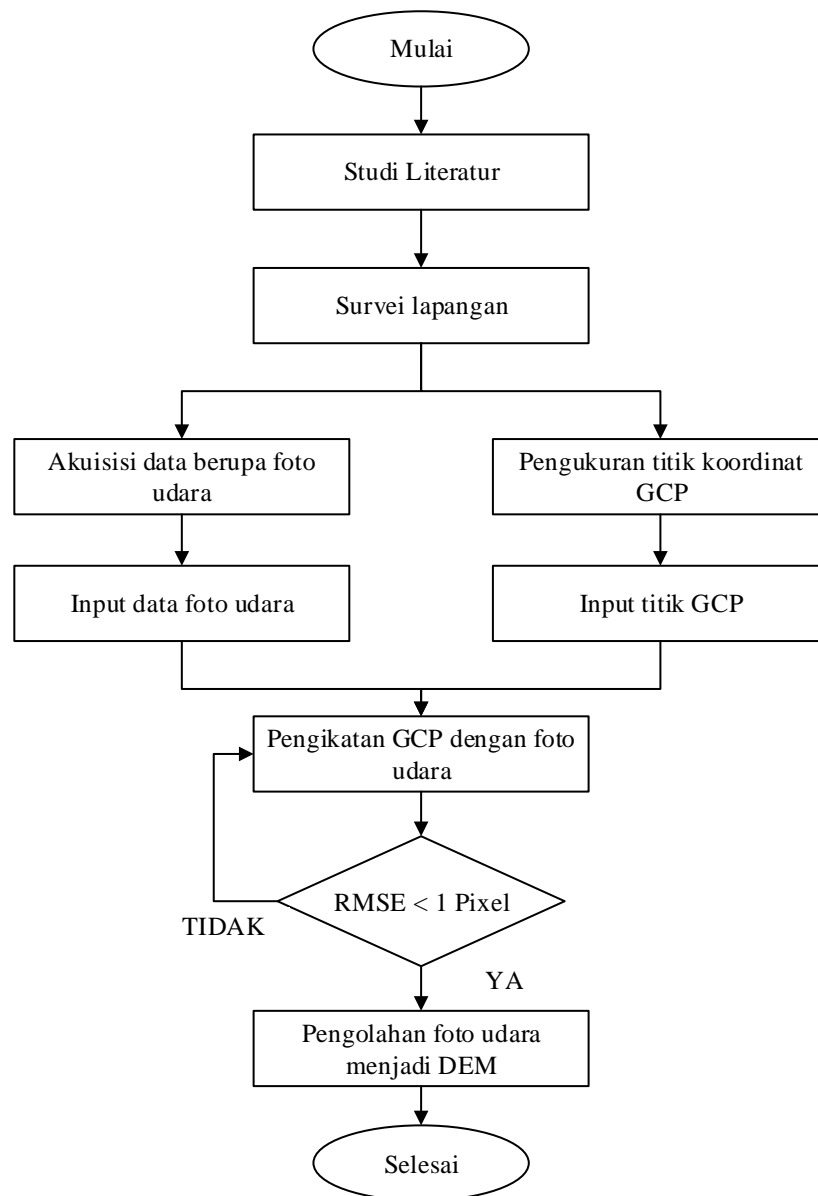 Mulai
Studi Literatur
Survei lapangan
Akuisisi data berupa foto
udara
Pengukuran titik koordinat
GCP
Input data foto udara
Input titik GCP
Pengikatan GCP dengan foto
udara
RMSE < 1 Pixel
TIDAK
YA
Pengolahan foto udara
menjadi DEM
Selesai